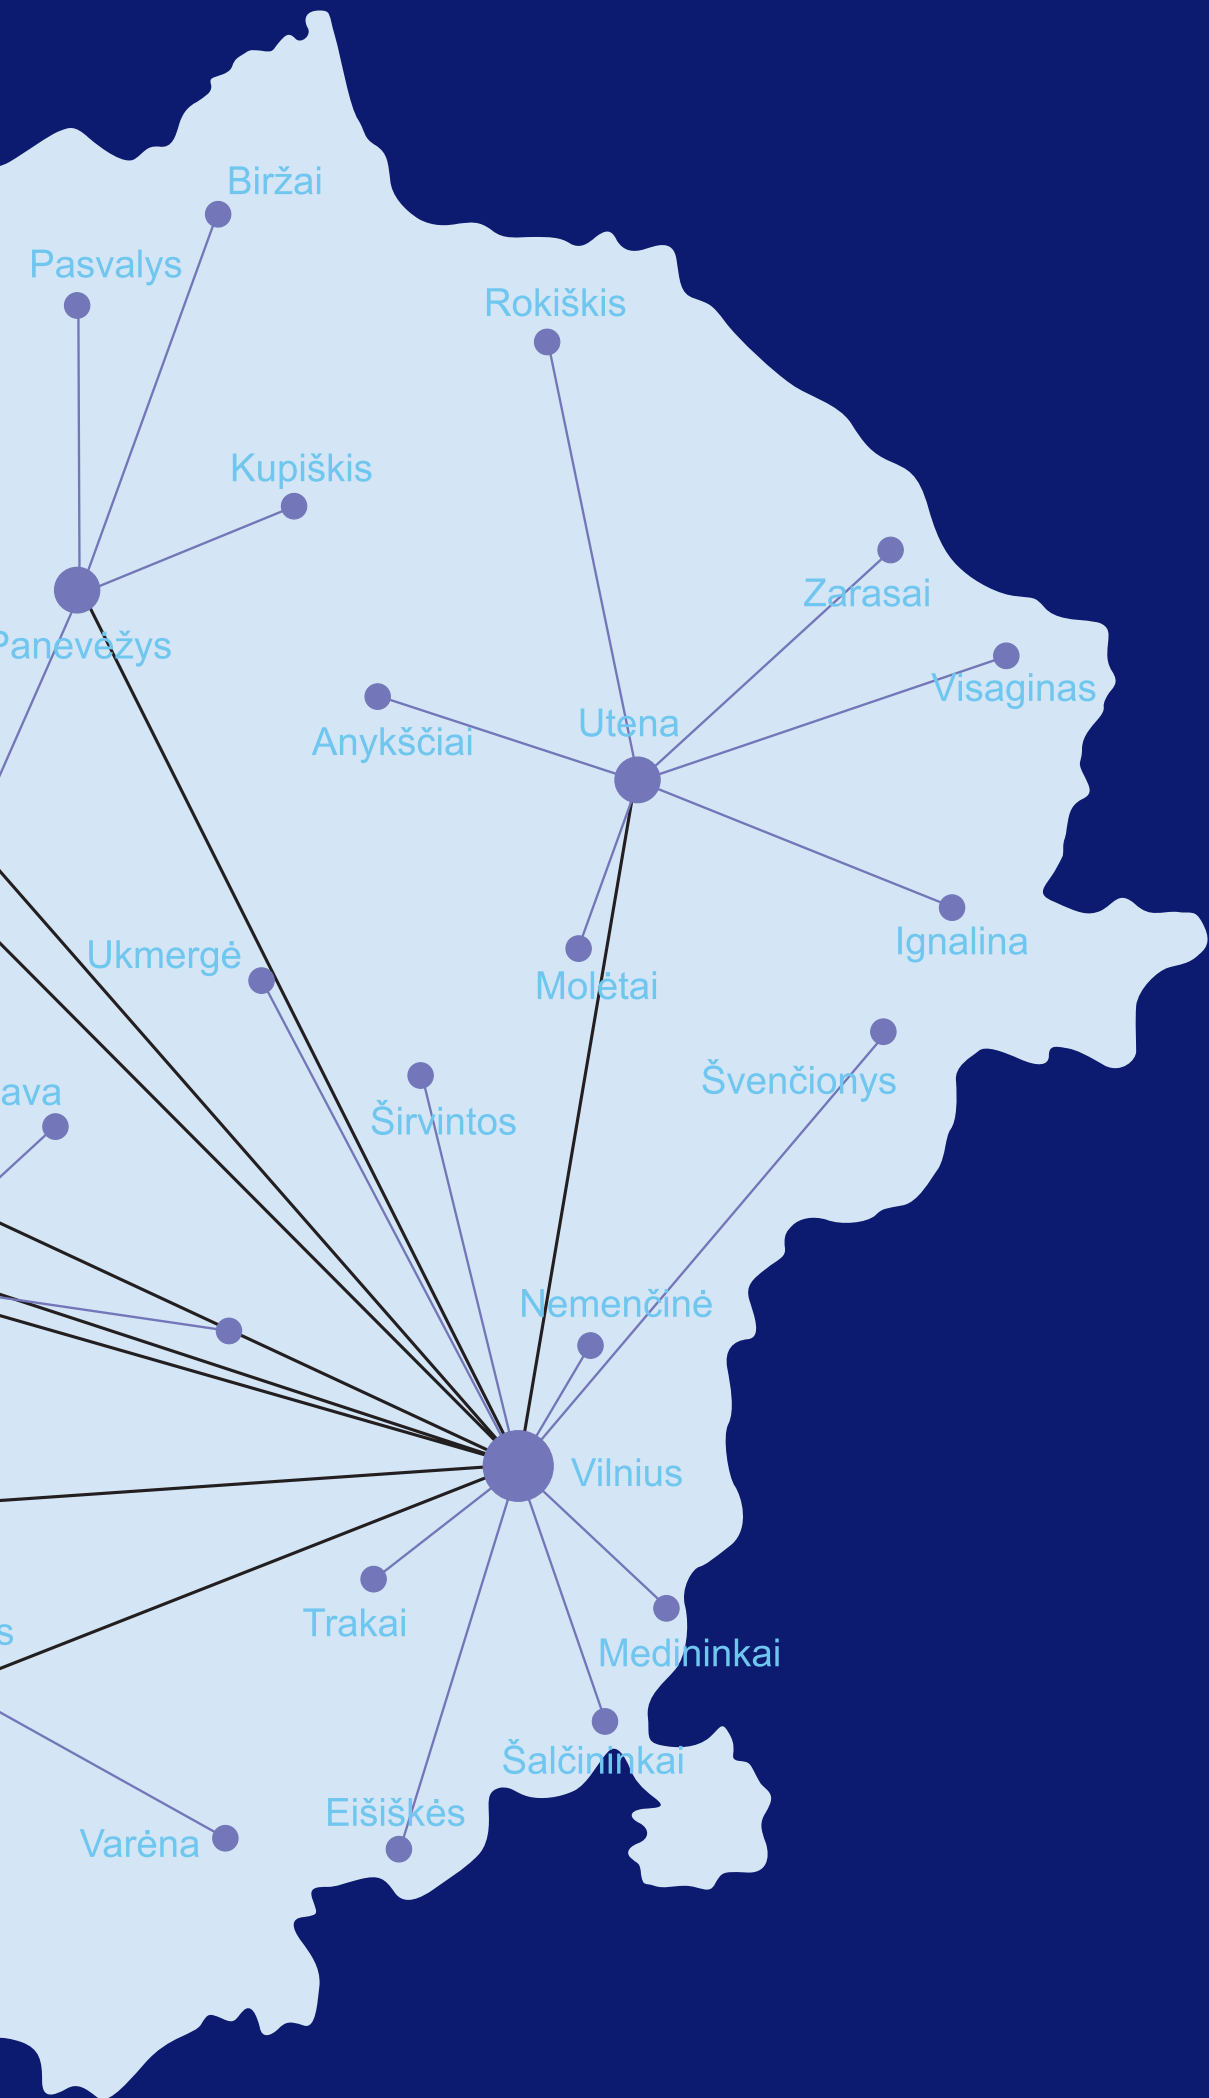 Biržai
Pasvalys
Rokiškis
Kupiškis
Zarasai
Panevėžys
Visaginas
Utena
Anykščiai
Ignalina
Ukmergė
Molėtai
Švenčionys
ava
Širvintos
Nemenčinė
Vilnius
Trakai
s
Medininkai
Šalčininkai
Eišiškės
Varėna